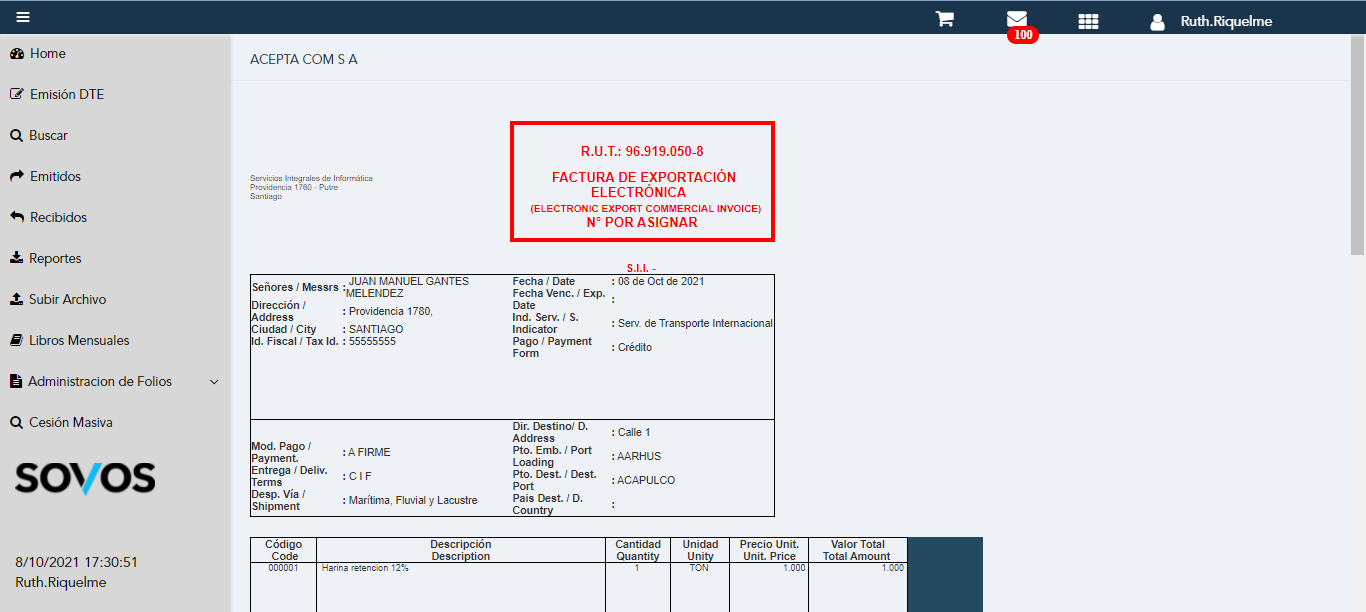 Ruth.Riquelme
100
Home
Emisión DTE
Buscar
Emitidos
Recibidos
Reportes
Subir Archivo
Libros Mensuales
Administracion de Folios
Cesión Masiva
SOVOS
8/10/2021 17:30:51
Ruth.Riquelme
ACEPTA COM S A
Servicios Integrales de Informática
Providencia 1760 - Putre
Santiago
R.U.T.: 96.919.050-8
FACTURA DE EXPORTACIÓN
ELECTRÓNICA
(ELECTRONIC EXPORT COMMERCIAL INVOICE)
N° POR ASIGNAR
S.I.I. -
Señores / Messrs : JUAN MANUEL GANTES
MELENDEZ
Dirección /
Address : Providencia 1780,
Ciudad / City : SANTIAGO
Id. Fiscal / Tax Id. : 55555555
Fecha / Date : 08 de Oct de 2021
Fecha Venc. / Exp.
Date :
Ind. Serv. / S.
Indicator : Serv. de Transporte Internacional
Pago / Payment
Form : Crédito
Mod. Pago /
Payment. : A FIRME
Entrega / Deliv.
Terms : C I F
Desp. Vía /
Shipment : Marítima, Fluvial y Lacustre
Dir. Destino/ D.
Address : Calle 1
Pto. Emb. / Port
Loading : AARHUS
Pto. Dest. / Dest.
Port : ACAPULCO
Pais Dest. / D.
Country :
Código Descripción Cantidad Unidad Precio Unit. Valor Total
Code Description Quantity Unity Unit. Price Total Amount
000001 Harina retencion 12% 1 TON 1.000 1.000